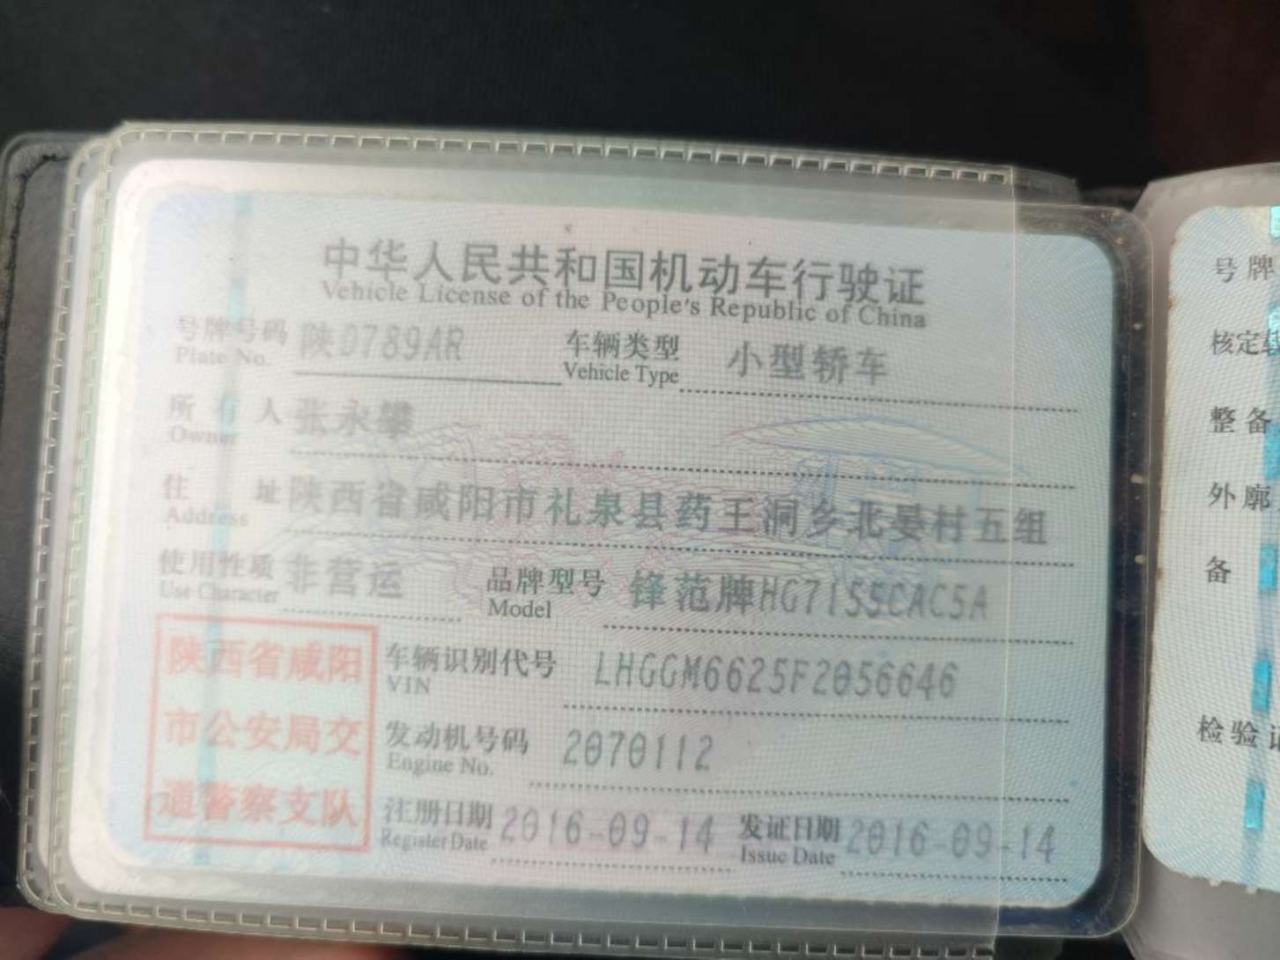 中华人民共和国机动车行驶证
Vehicle License of the People's Republic of China
号牌号码 陕D789AR 车辆类型 小型轿车
Plate No. Vehicle Type
所有人 张永攀
Owner
住址 陕西省咸阳市礼泉县药王洞乡北晏村五组
Address
使用性质 非营运 品牌型号 锋范牌HG7155CAC5A
Use Character Model
陕西省咸阳
市公安局交
通警察支队
车辆识别代号 LHGGM6625F2056646
VIN
发动机号码 2070112
Engine No.
注册日期 2016-09-14 发证日期 2016-09-14
Register Date Issue Date
号牌
核定
整备
外廓
备
检验